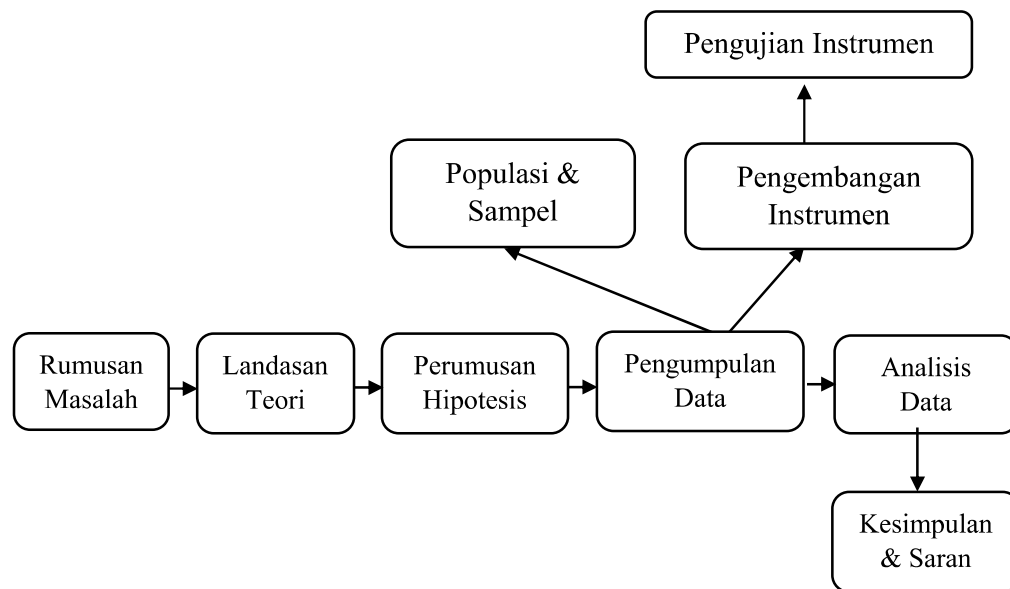 Pengujian Instrumen
Populasi &
Sampel
Pengembangan
Instrumen
Rumusan
Masalah
Landasan
Teori
Perumusan
Hipotesis
Pengumpulan
Data
Analisis
Data
Kesimpulan
& Saran